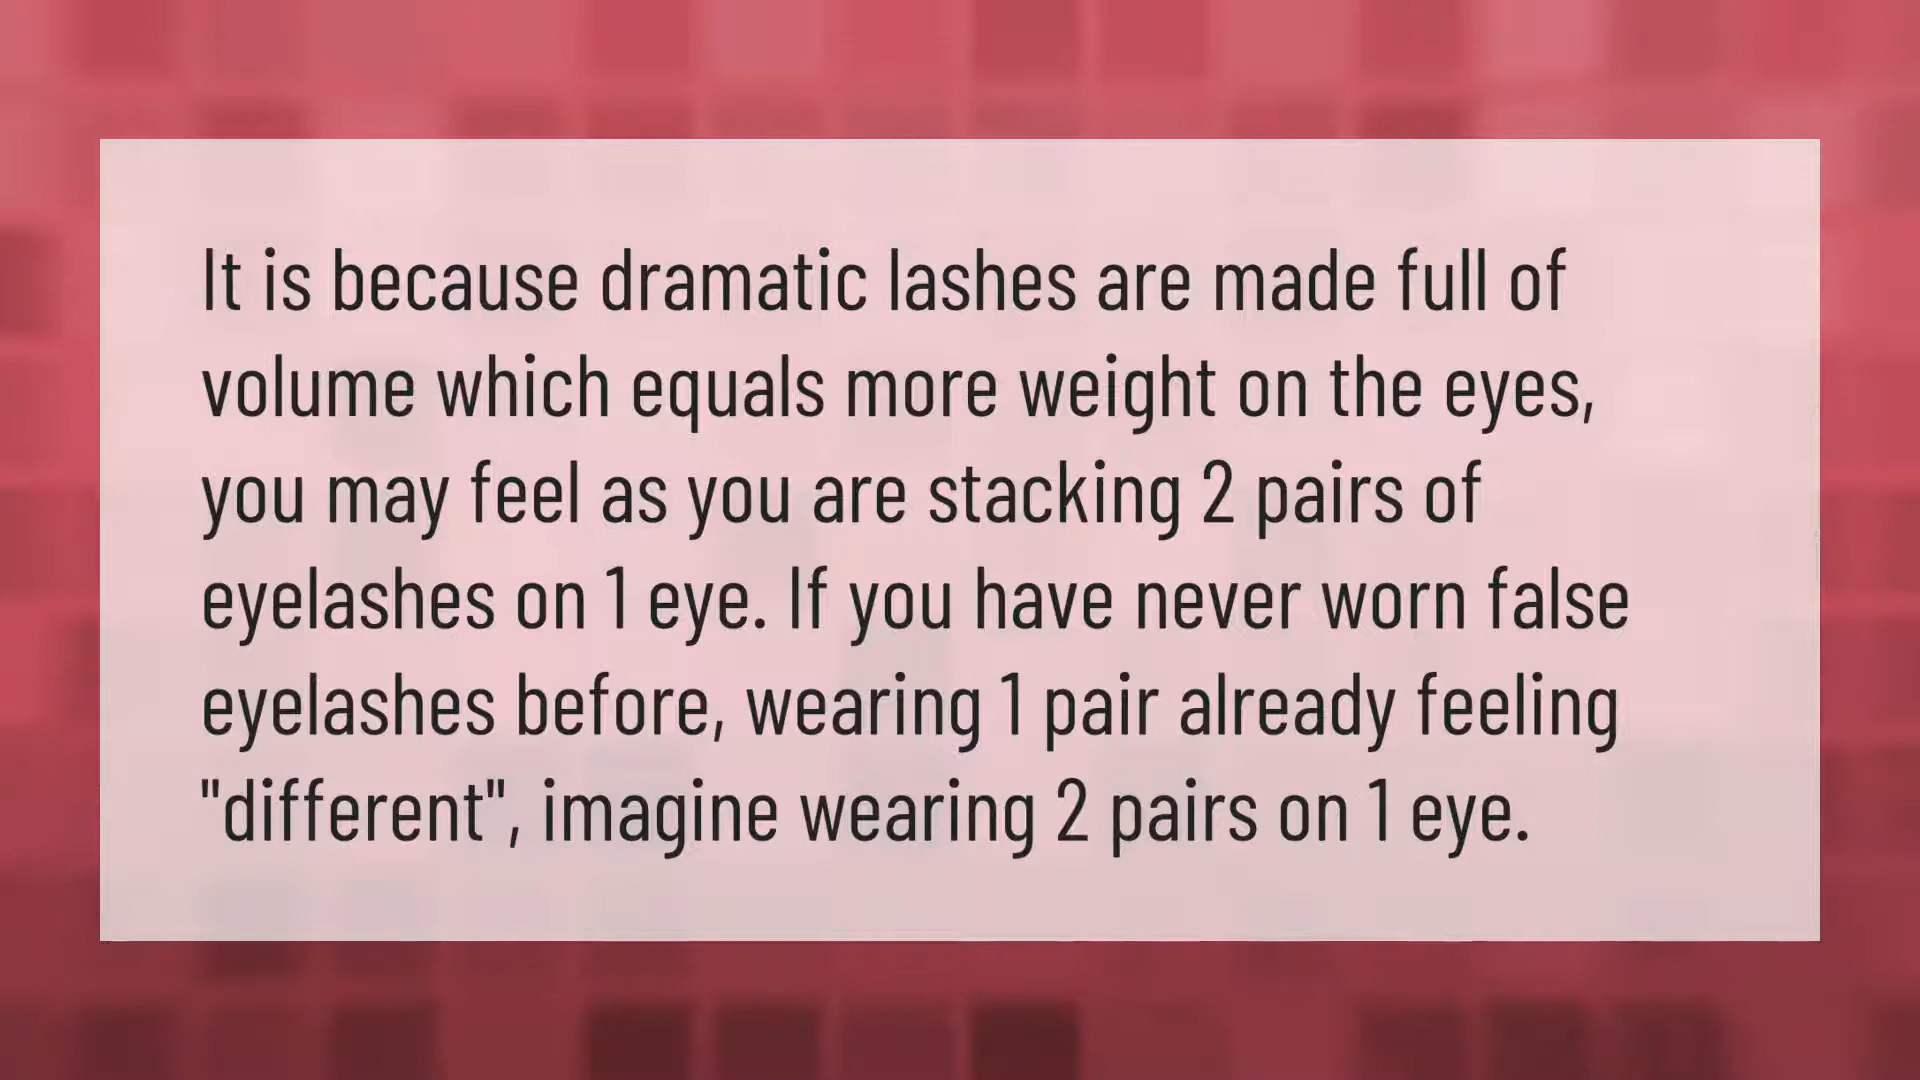 It is because dramatic lashes are made full of
volume which equals more weight on the eyes,
you may feel as you are stacking 2 pairs of
eyelashes on 1 eye. If you have never worn false
eyelashes before, wearing 1 pair already feeling
"different", imagine wearing 2 pairs on 1 eye.